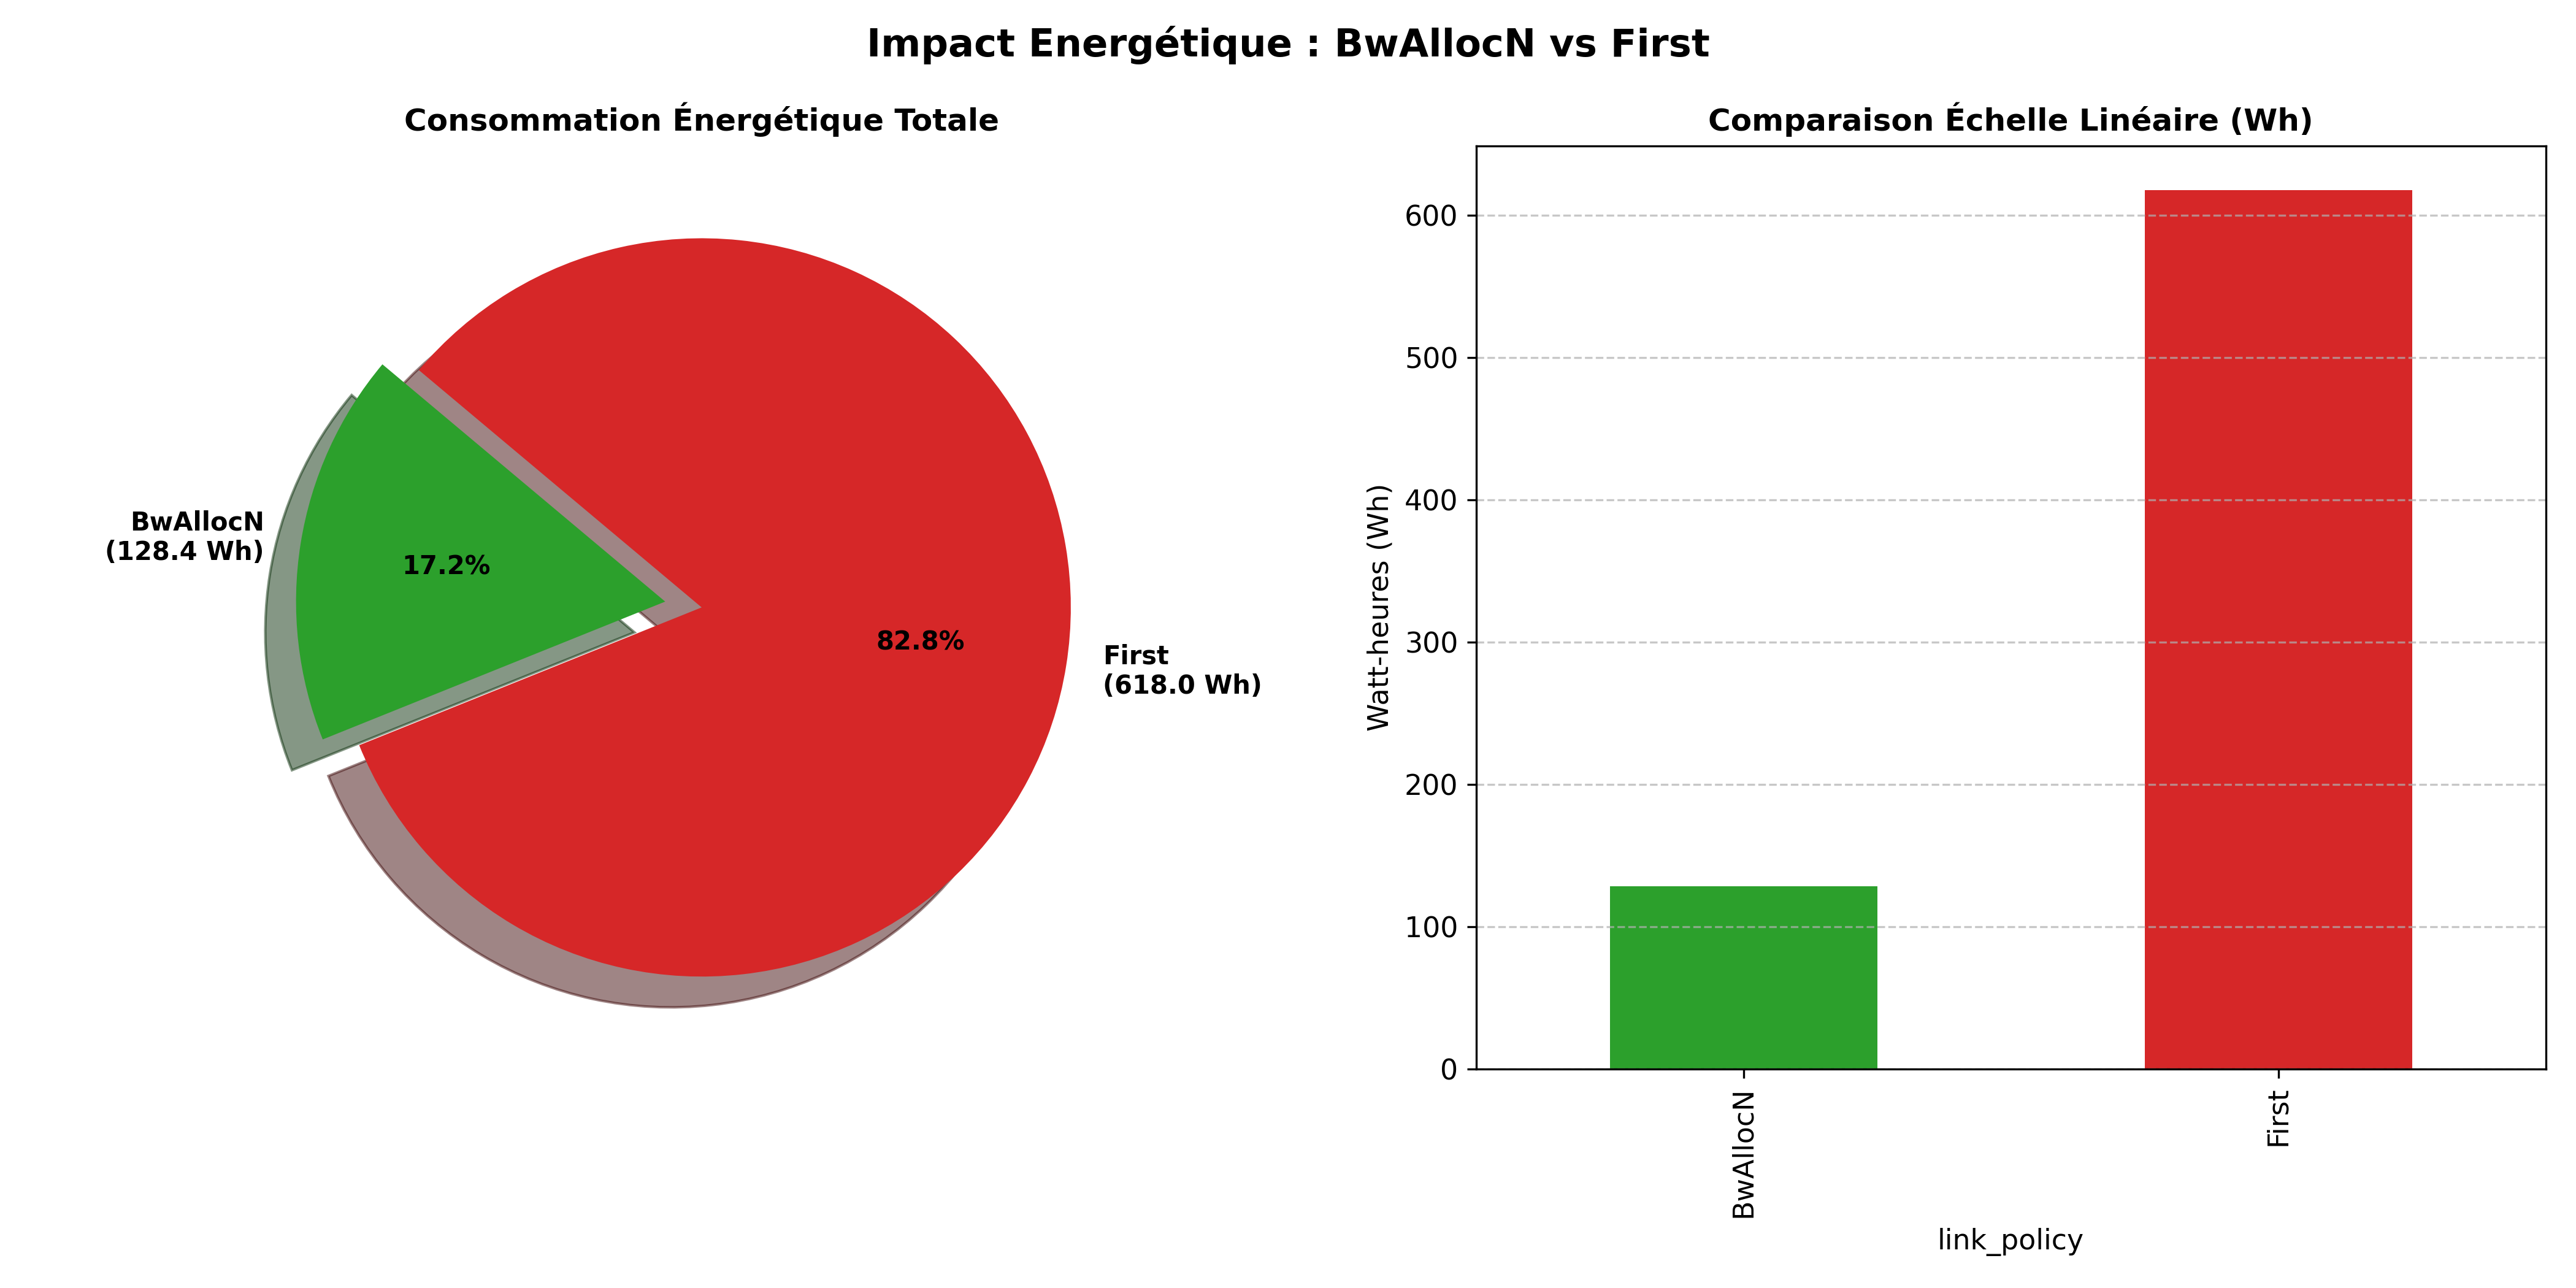 Impact Energétique : BwAllocN vs First
Consommation Énergétique Totale
BwAllocN
(128.4 Wh)
17.2%
82.8%
First
(618.0 Wh)
Comparaison Échelle Linéaire (Wh)
Watt-heures (Wh)
600
500
400
300
200
100
0
BwAllocN
First
link_policy